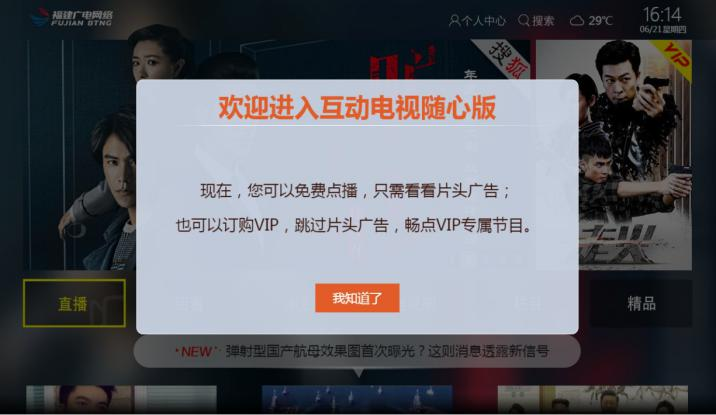 福建广电网络
FUJIAN BTNG
个人中心
搜索
29℃
16:14
06/21星期四
搜狐
VIP
欢迎进入互动电视随心版
现在，您可以免费点播，只需看看片头广告；
也可以订购VIP，跳过片头广告，畅点VIP专属节目。
我知道了
直播
精品
NEW
弹射型国产航母效果图首次曝光？这则消息透露新信号